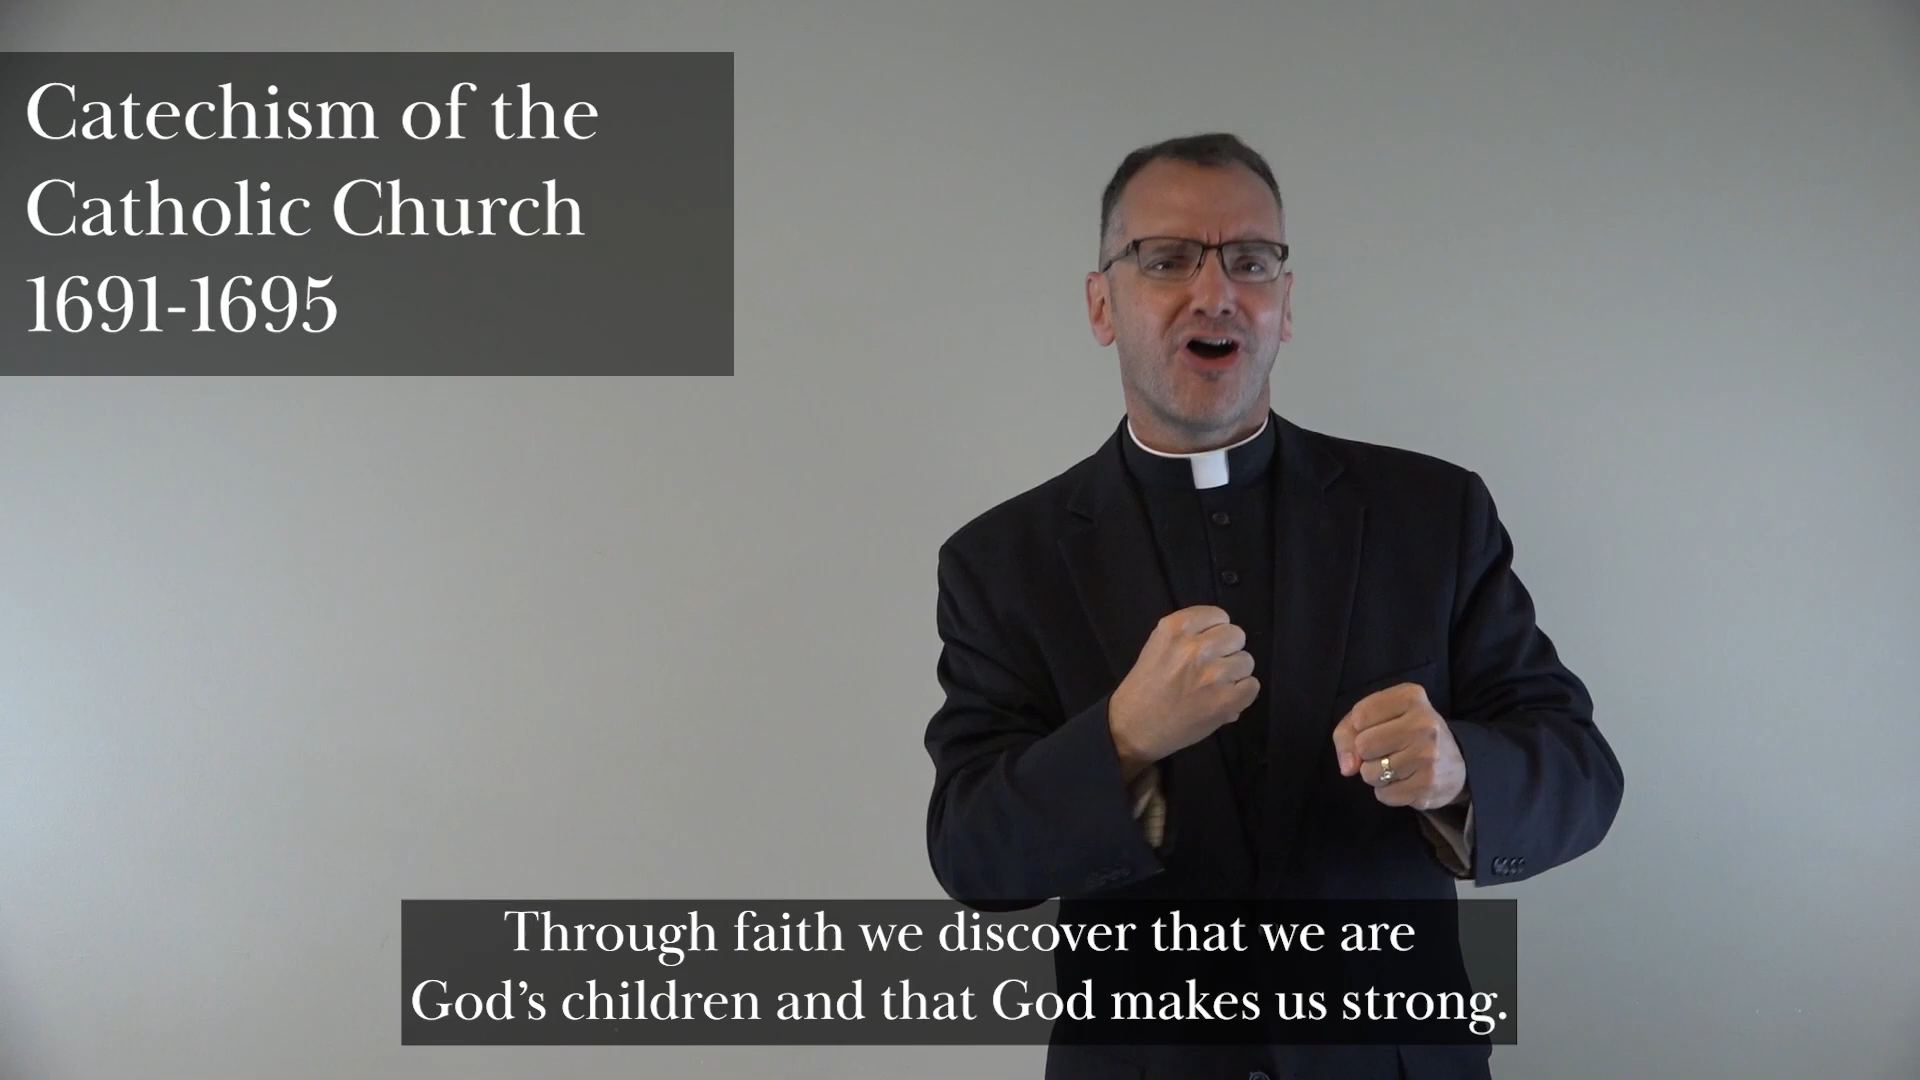 Catechism of the
Catholic Church
1691-1695
Through faith we discover that we are
God’s children and that God makes us strong.